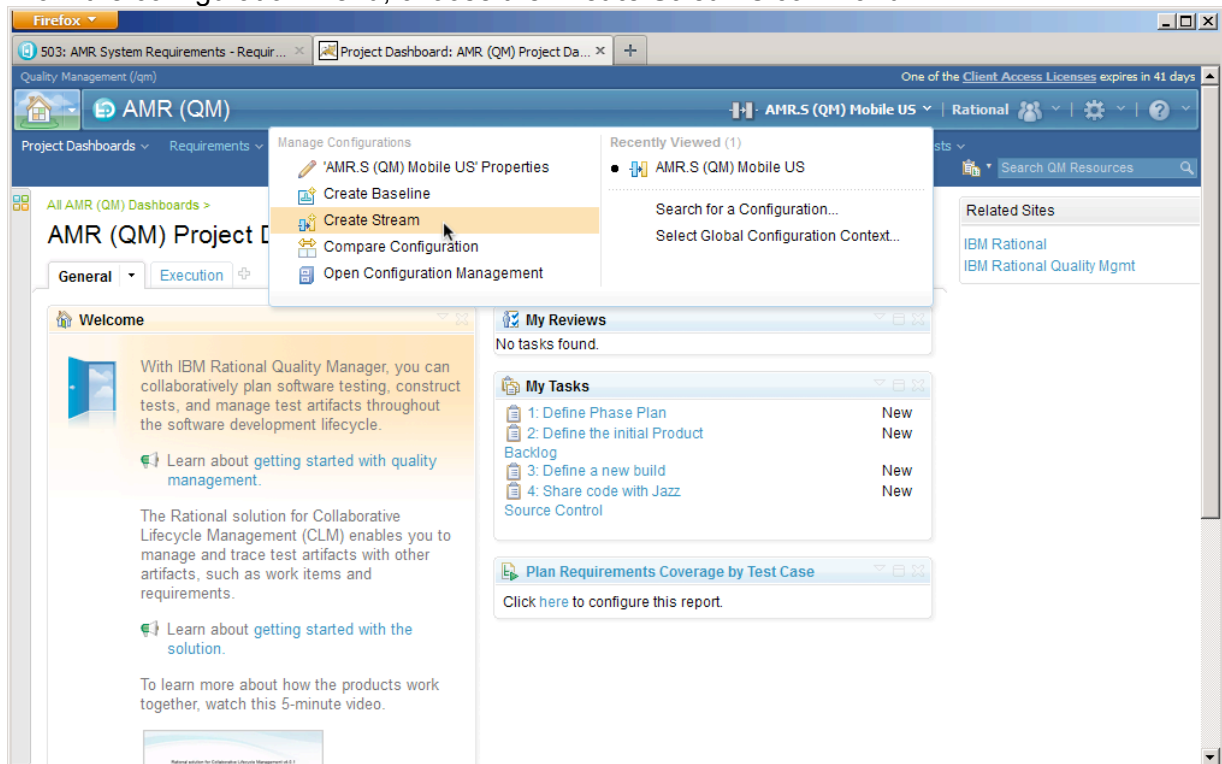 Firefox
503: AMR System Requirements - Requir... ×
Project Dashboard: AMR (QM) Project Da... × +
Quality Management (/qm)
One of the Client Access Licenses expires in 41 days
AMR (QM)
AMR.S (QM) Mobile US
Rational
Project Dashboards
Requirements
Search QM Resources
Manage Configurations
'AMR.S (QM) Mobile US' Properties
Create Baseline
Create Stream
Compare Configuration
Open Configuration Management
Recently Viewed (1)
AMR.S (QM) Mobile US
Search for a Configuration...
Select Global Configuration Context...
All AMR (QM) Dashboards >
AMR (QM) Project
General
Execution
Related Sites
IBM Rational
IBM Rational Quality Mgmt
Welcome
With IBM Rational Quality Manager, you can
collaboratively plan software testing, construct
tests, and manage test artifacts throughout
the software development lifecycle.
Learn about getting started with quality
management.
The Rational solution for Collaborative
Lifecycle Management (CLM) enables you to
manage and trace test artifacts with other
artifacts, such as work items and
requirements.
Learn about getting started with the
solution.
To learn more about how the products work
together, watch this 5-minute video.
My Reviews
No tasks found.
My Tasks
1: Define Phase Plan New
2: Define the initial Product New
Backlog
3: Define a new build New
4: Share code with Jazz New
Source Control
Plan Requirements Coverage by Test Case
Click here to configure this report.